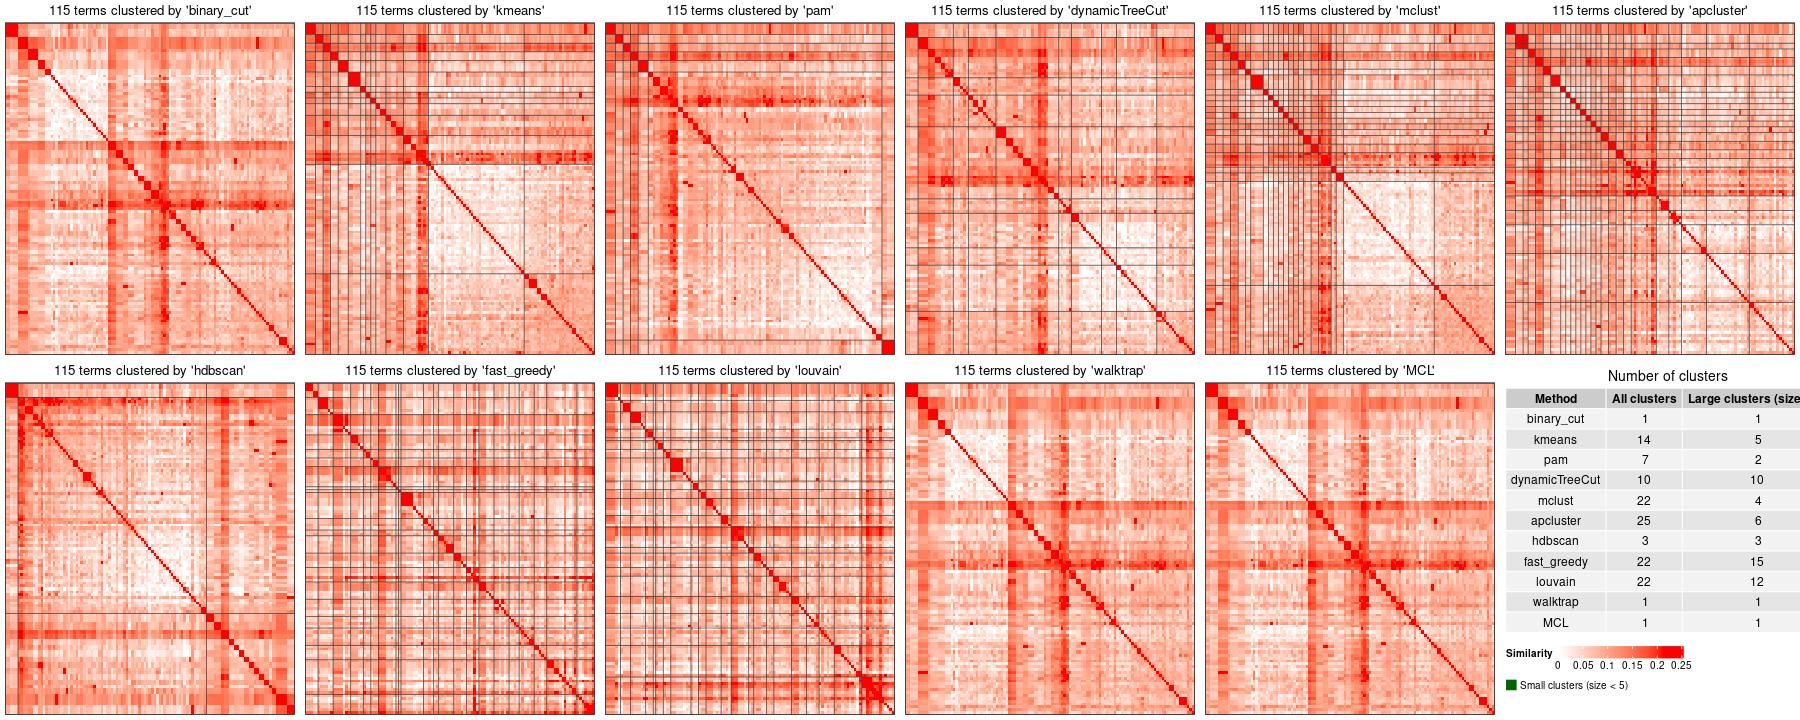 115 terms clustered by 'binary_cut'
115 terms clustered by 'kmeans'
115 terms clustered by 'pam'
115 terms clustered by 'dynamicTreeCut'
115 terms clustered by 'mclust'
115 terms clustered by 'apcluster'
115 terms clustered by 'hdbscan'
115 terms clustered by 'fast_greedy'
115 terms clustered by 'louvain'
115 terms clustered by 'walktrap'
115 terms clustered by 'MCL'
Number of clusters
Method All clusters Large clusters (size
binary_cut 1 1
kmeans 14 5
pam 7 2
dynamicTreeCut 10 10
mclust 22 4
apcluster 25 6
hdbscan 3 3
fast_greedy 22 15
louvain 22 12
walktrap 1 1
MCL 1 1
Similarity
0 0.05 0.1 0.15 0.2 0.25
Small clusters (size < 5)